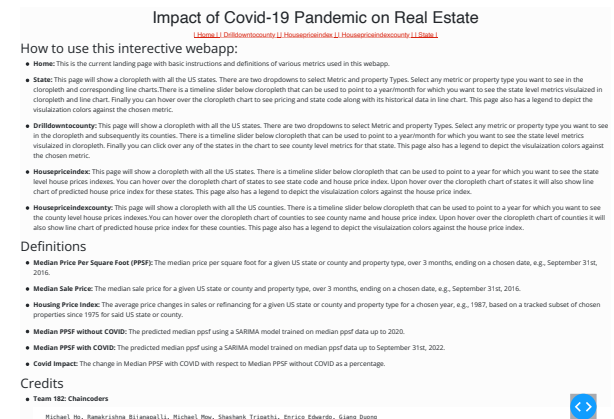 Impact of Covid-19 Pandemic on Real Estate
| Home | | Drilldowntocounty | | Housepriceindex | | Housepriceindexcounty | | State |
How to use this interective webapp:
Home: This is the current landing page with basic instructions and definitions of various metrics used in this webapp.
State: This page will show a cloropleth with all the US states. There are two dropdowns to select Metric and property Types. Select any metric or property type you want to see in the
cloropleth and corresponding line charts.There is a timeline slider below cloropleth that can be used to point to a year/month for which you want to see the state level metrics visulaized in
cloropleth and line chart. Finally you can hover over the cloropleth chart to see pricing and state code along with its historical data in line chart. This page also has a legend to depict the
visulaization colors against the chosen metric.
Drilldowntocounty: This page will show a cloropleth with all the US states. There are two dropdowns to select Metric and property Types. Select any metric or property type you want to see
in the cloropleth and subsequently its counties. There is a timeline slider below cloropleth that can be used to point to a year/month for which you want to see the state level metrics
visulaized in cloropleth. Finally you can click over any of the states in the chart to see county level metrics for that state. This page also has a legend to depict the visulaization colors against
the chosen metric.
Housepriceindex: This page will show a cloropleth with all the US states. There is a timeline slider below cloropleth that can be used to point to a year for which you want to see the state
level house prices indexes. You can hover over the cloropleth chart of states to see state code and house price index. Upon hover over the cloropleth chart of states it will also show line
chart of predicted house price index for these states. This page also has a legend to depict the visulaization colors against the house price index.
Housepriceindexcounty: This page will show a cloropleth with all the US counties. There is a timeline slider below cloropleth that can be used to point to a year for which you want to see
the county level house prices indexes.You can hover over the cloropleth chart of counties to see county name and house price index. Upon hover over the cloropleth chart of counties it will
also show line chart of predicted house price index for these counties. This page also has a legend to depict the visulaization colors against the house price index.
Definitions
Median Price Per Square Foot (PPSF): The median price per square foot for a given US state or county and property type, over 3 months, ending on a chosen date, e.g., September 31st,
2016.
Median Sale Price: The median sale price for a given US state or county and property type, over 3 months, ending on a chosen date, e.g., September 31st, 2016.
Housing Price Index: The average price changes in sales or refinancing for a given US state or county and property type for a chosen year, e.g., 1987, based on a tracked subset of chosen
properties since 1975 for said US state or county.
Median PPSF without COVID: The predicted median ppsf using a SARIMA model trained on median ppsf data up to 2020.
Median PPSF with COVID: The predicted median ppsf using a SARIMA model trained on median ppsf data up to September 31st, 2022.
Covid Impact: The change in Median PPSF with COVID with respect to Median PPSF without COVID as a percentage.
Credits
Team 182: Chaincoders
Michael Ho, Ramakrishna Bijanapalli, Michael Mow, Shashank Tripathi, Enrico Edwardo, Giang Duong